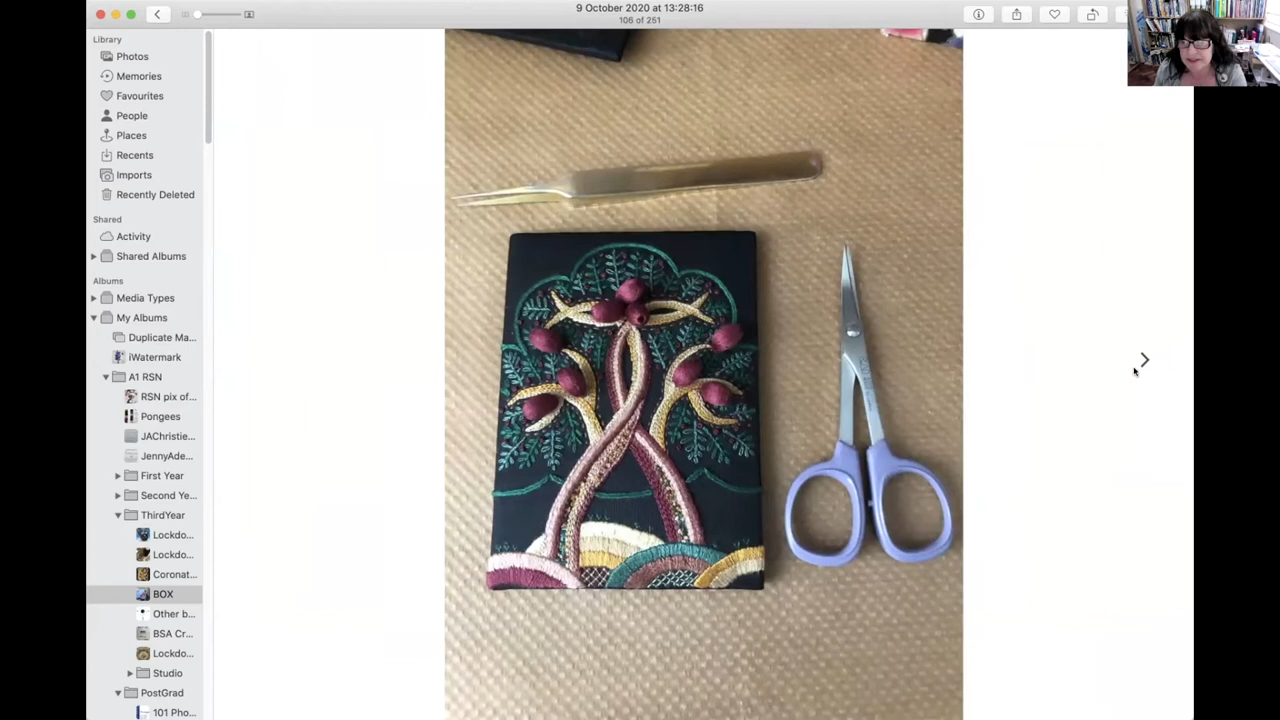 9 October 2020 at 13:28:16
106 of 251
Library
Photos
Memories
Favourites
People
Places
Recents
Imports
Recently Deleted
Shared
Activity
Shared Albums
Albums
Media Types
My Albums
Duplicate Ma...
iWatermark
A1 RSN
RSN pix of...
Pongees
JAChristie...
JennyAde...
First Year
Second Ye...
ThirdYear
Lockdo...
Lockdo...
Coronat...
BOX
Other b...
BSA Cr...
Lockdo...
Studio
PostGrad
101 Pho...